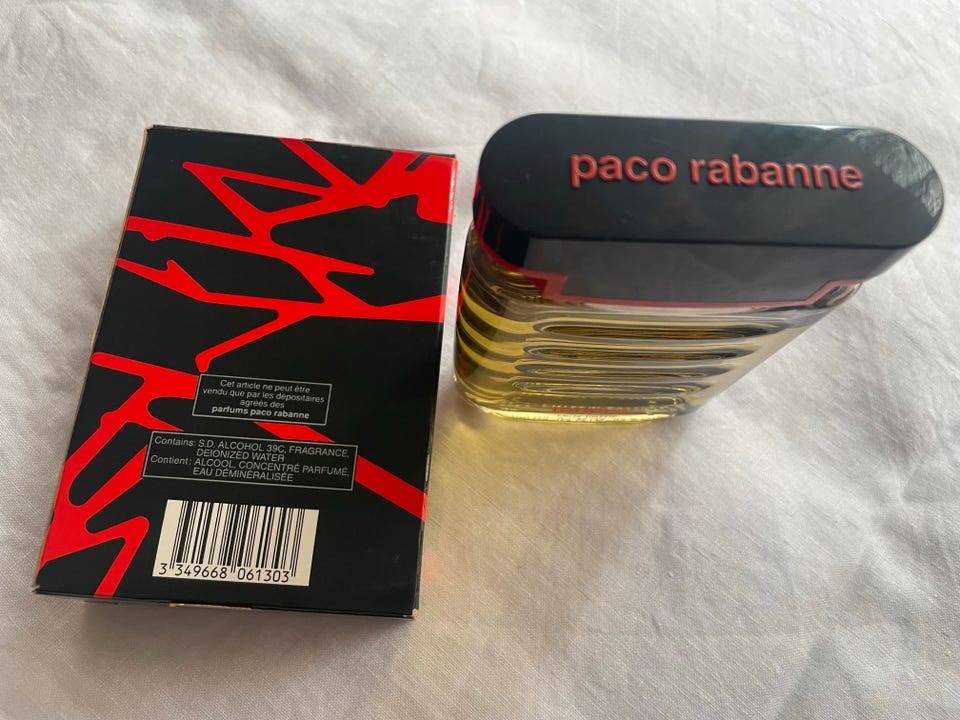 paco rabanne
Cet article ne peut être
vendu que par les dépositaires
agréés des
parfums paco rabanne
Contains: S.D. ALCOHOL 39C, FRAGRANCE,
DEIONIZED WATER
Contient: ALCOOL, CONCENTRÉ PARFUMÉ,
EAU DÉMINÉRALISÉE
3 349668 061303